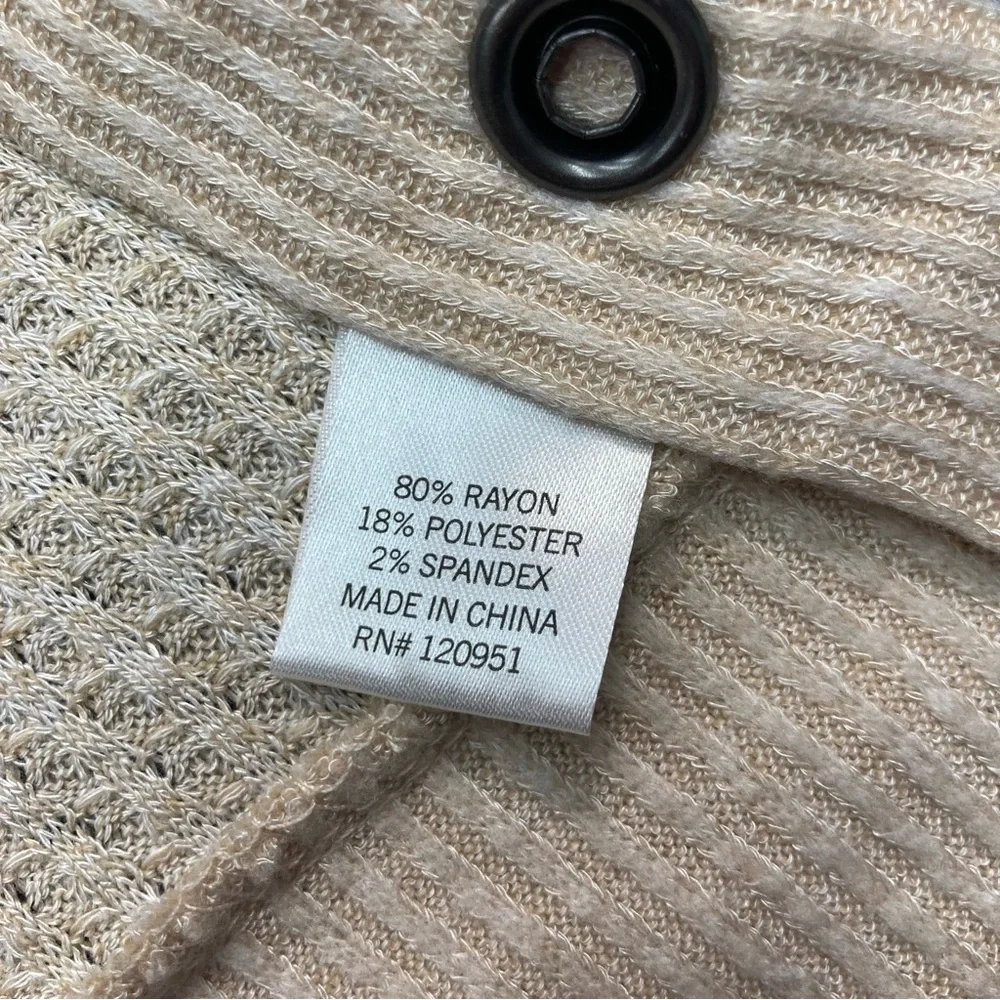 80% RAYON
18% POLYESTER
2% SPANDEX
MADE IN CHINA
RN# 120951